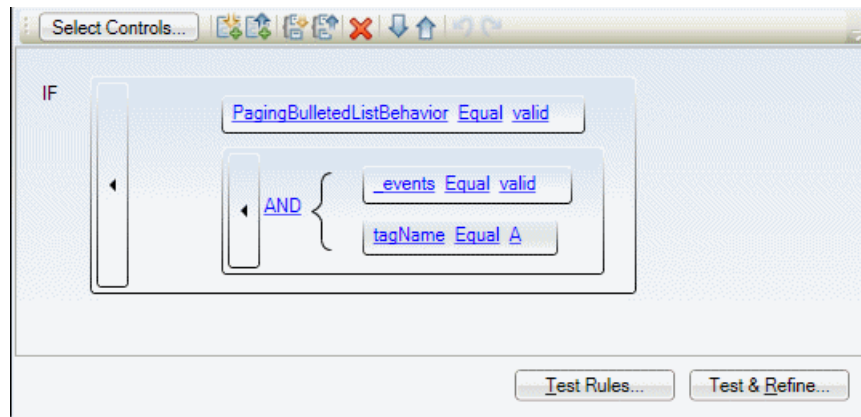 Select Controls...
IF
PagingBulletedListBehavior Equal valid
AND
_events Equal valid
tagName Equal A
Test Rules...
Test & Refine...